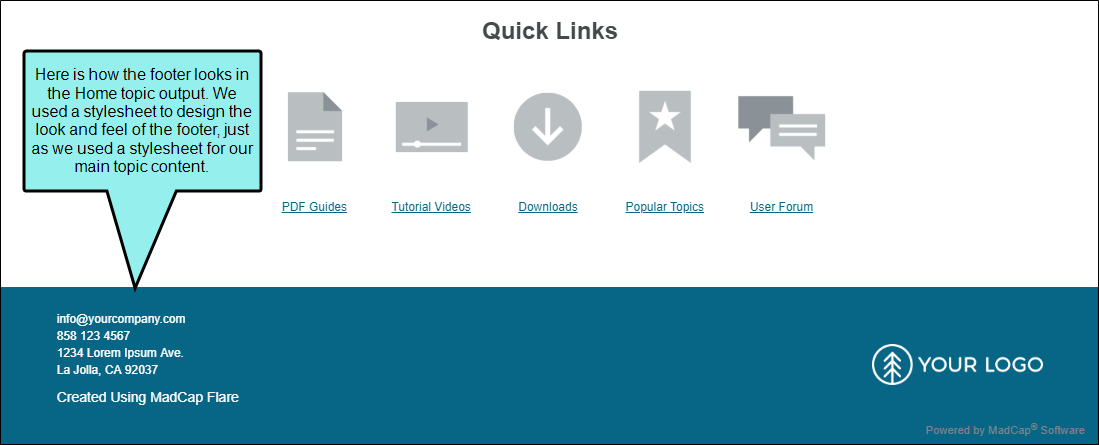 Quick Links
Here is how the footer looks in
the Home topic output. We
used a stylesheet to design the
look and feel of the footer, just
as we used a stylesheet for our
main topic content.
PDF Guides
Tutorial Videos
Downloads
Popular Topics
User Forum
info@yourcompany.com
858 123 4567
1234 Lorem Ipsum Ave.
La Jolla, CA 92037
Created Using MadCap Flare
YOUR LOGO
Powered by MadCap® Software